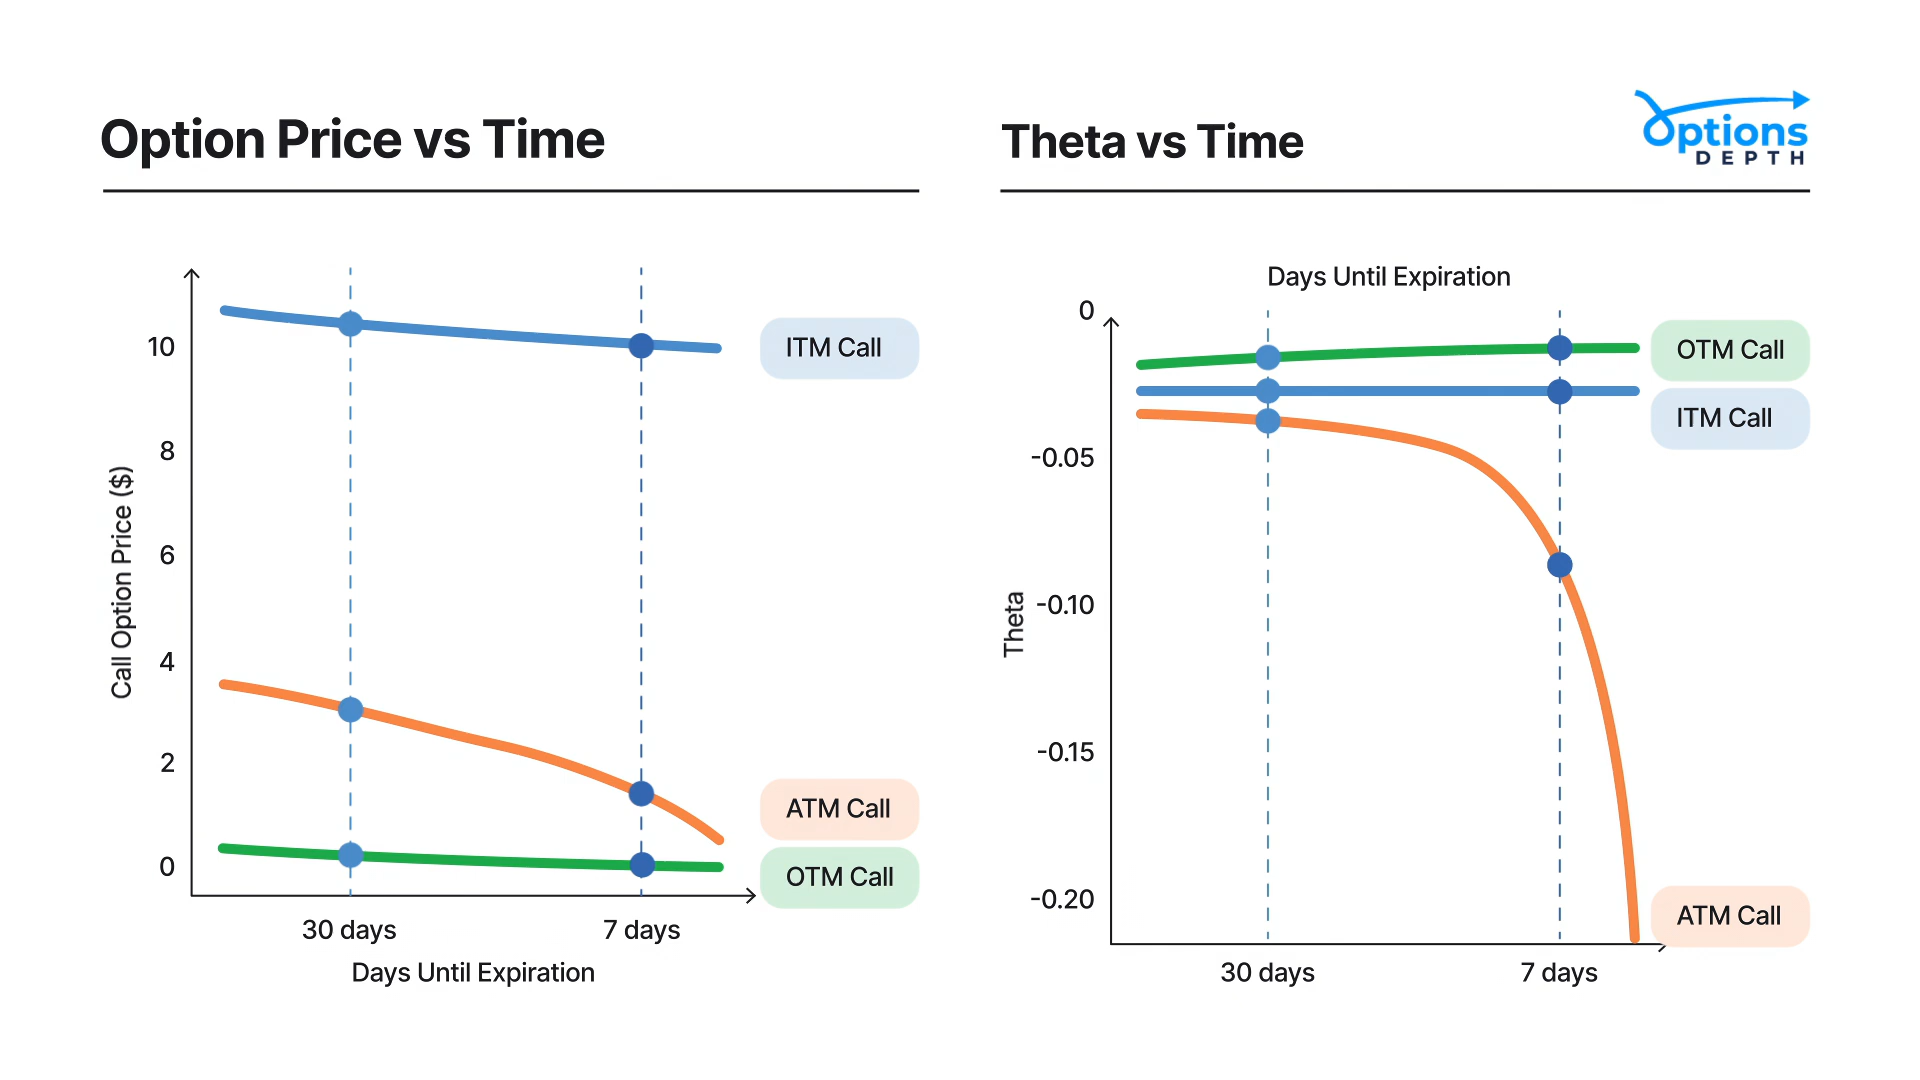 Option Price vs Time
10
8
6
4
2
0
Call Option Price ($)
ITM Call
ATM Call
OTM Call
30 days
7 days
Days Until Expiration
Theta vs Time
Options
DEPTH
Days Until Expiration
0
-0.05
-0.10
-0.15
-0.20
Theta
OTM Call
ITM Call
ATM Call
30 days
7 days